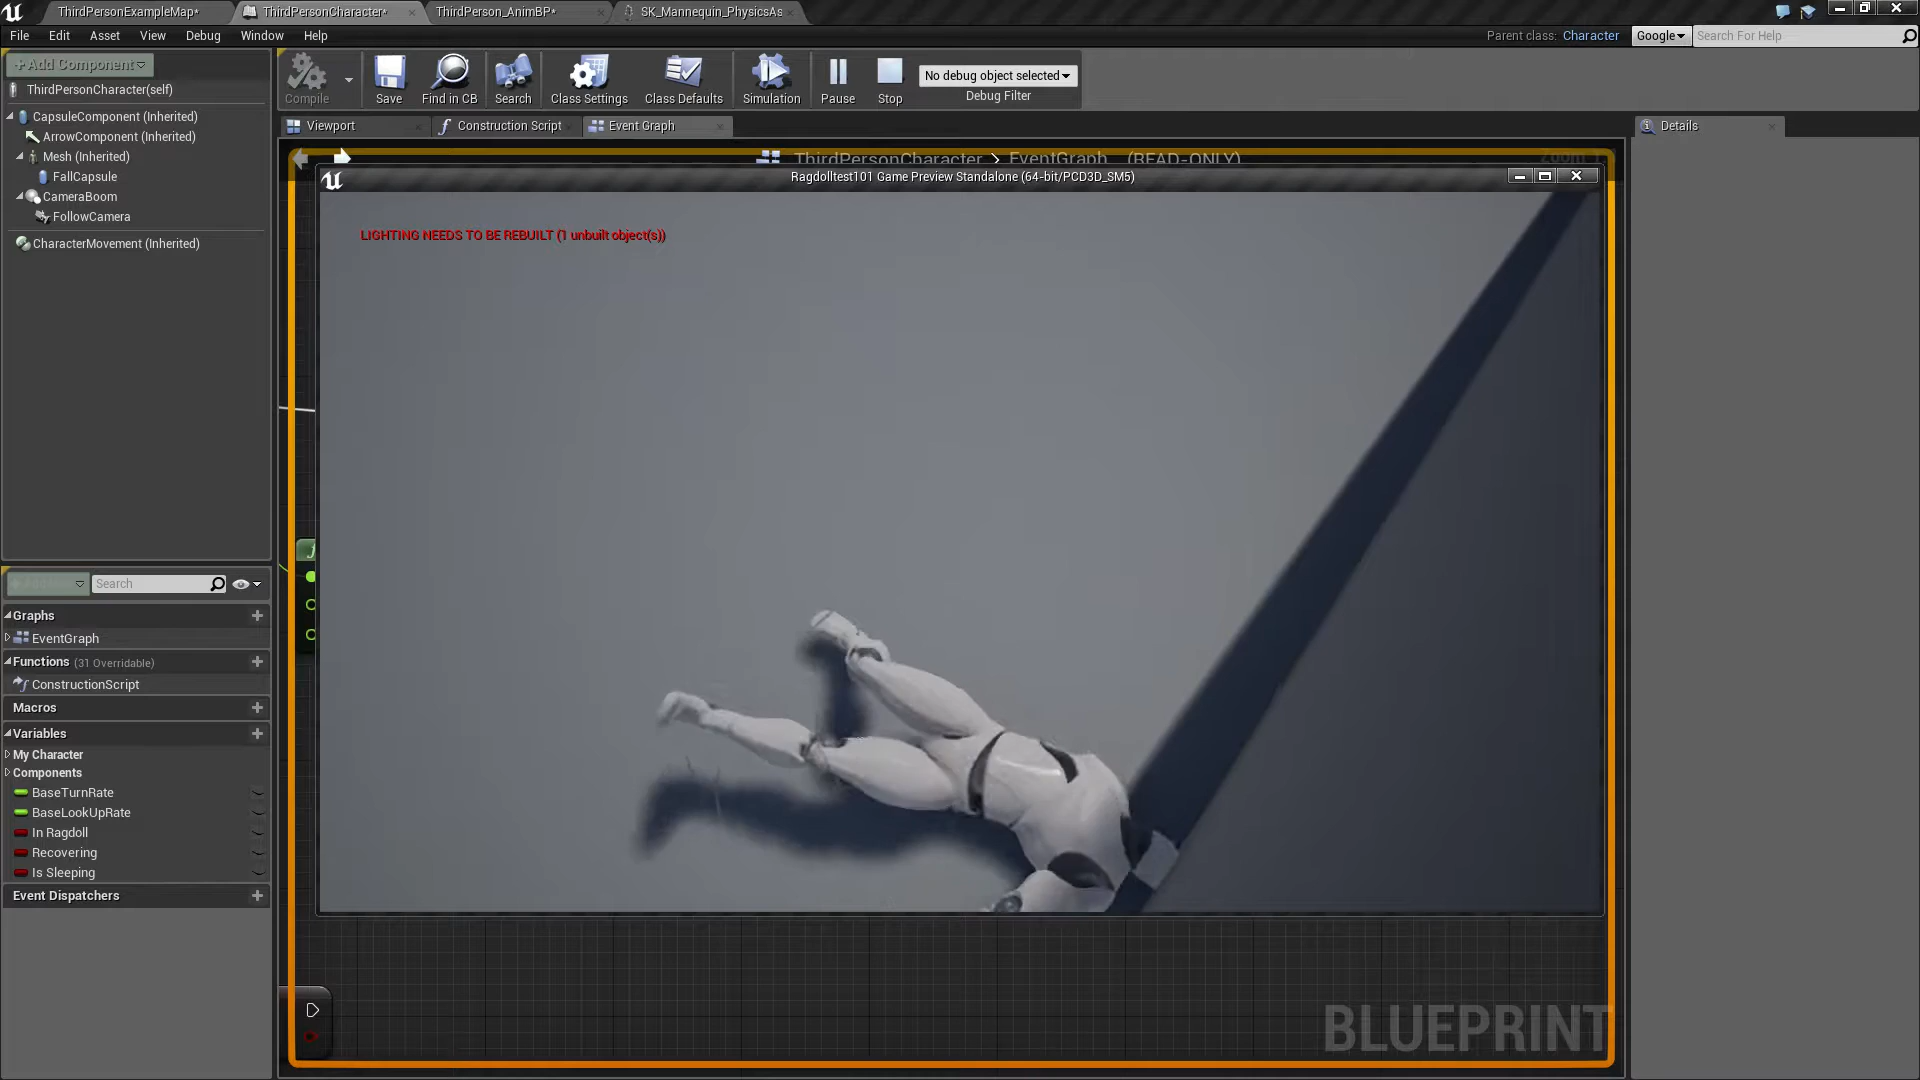 ThirdPersonExampleMap*
ThirdPersonCharacter*
ThirdPerson_AnimBP*
SK_Mannequin_PhysicsAs
File Edit Asset View Debug Window Help
Parent class: Character
Google
Search For Help
+Add Component
ThirdPersonCharacter(self)
CapsuleComponent (Inherited)
ArrowComponent (Inherited)
Mesh (Inherited)
FallCapsule
CameraBoom
FollowCamera
CharacterMovement (Inherited)
Compile
Save
Find in CB
Search
Class Settings
Class Defaults
Simulation
Pause
Stop
No debug object selected
Debug Filter
Viewport
Construction Script
Event Graph
Details
ThirdPersonCharacter > EventGraph (READ-ONLY)
Ragdolltest101 Game Preview Standalone (64-bit/PCD3D_SM5)
LIGHTING NEEDS TO BE REBUILT (1 unbuilt object(s))
Search
Graphs
EventGraph
Functions (31 Overridable)
ConstructionScript
Macros
Variables
My Character
Components
BaseTurnRate
BaseLookUpRate
In Ragdoll
Recovering
Is Sleeping
Event Dispatchers
BLUEPRINT